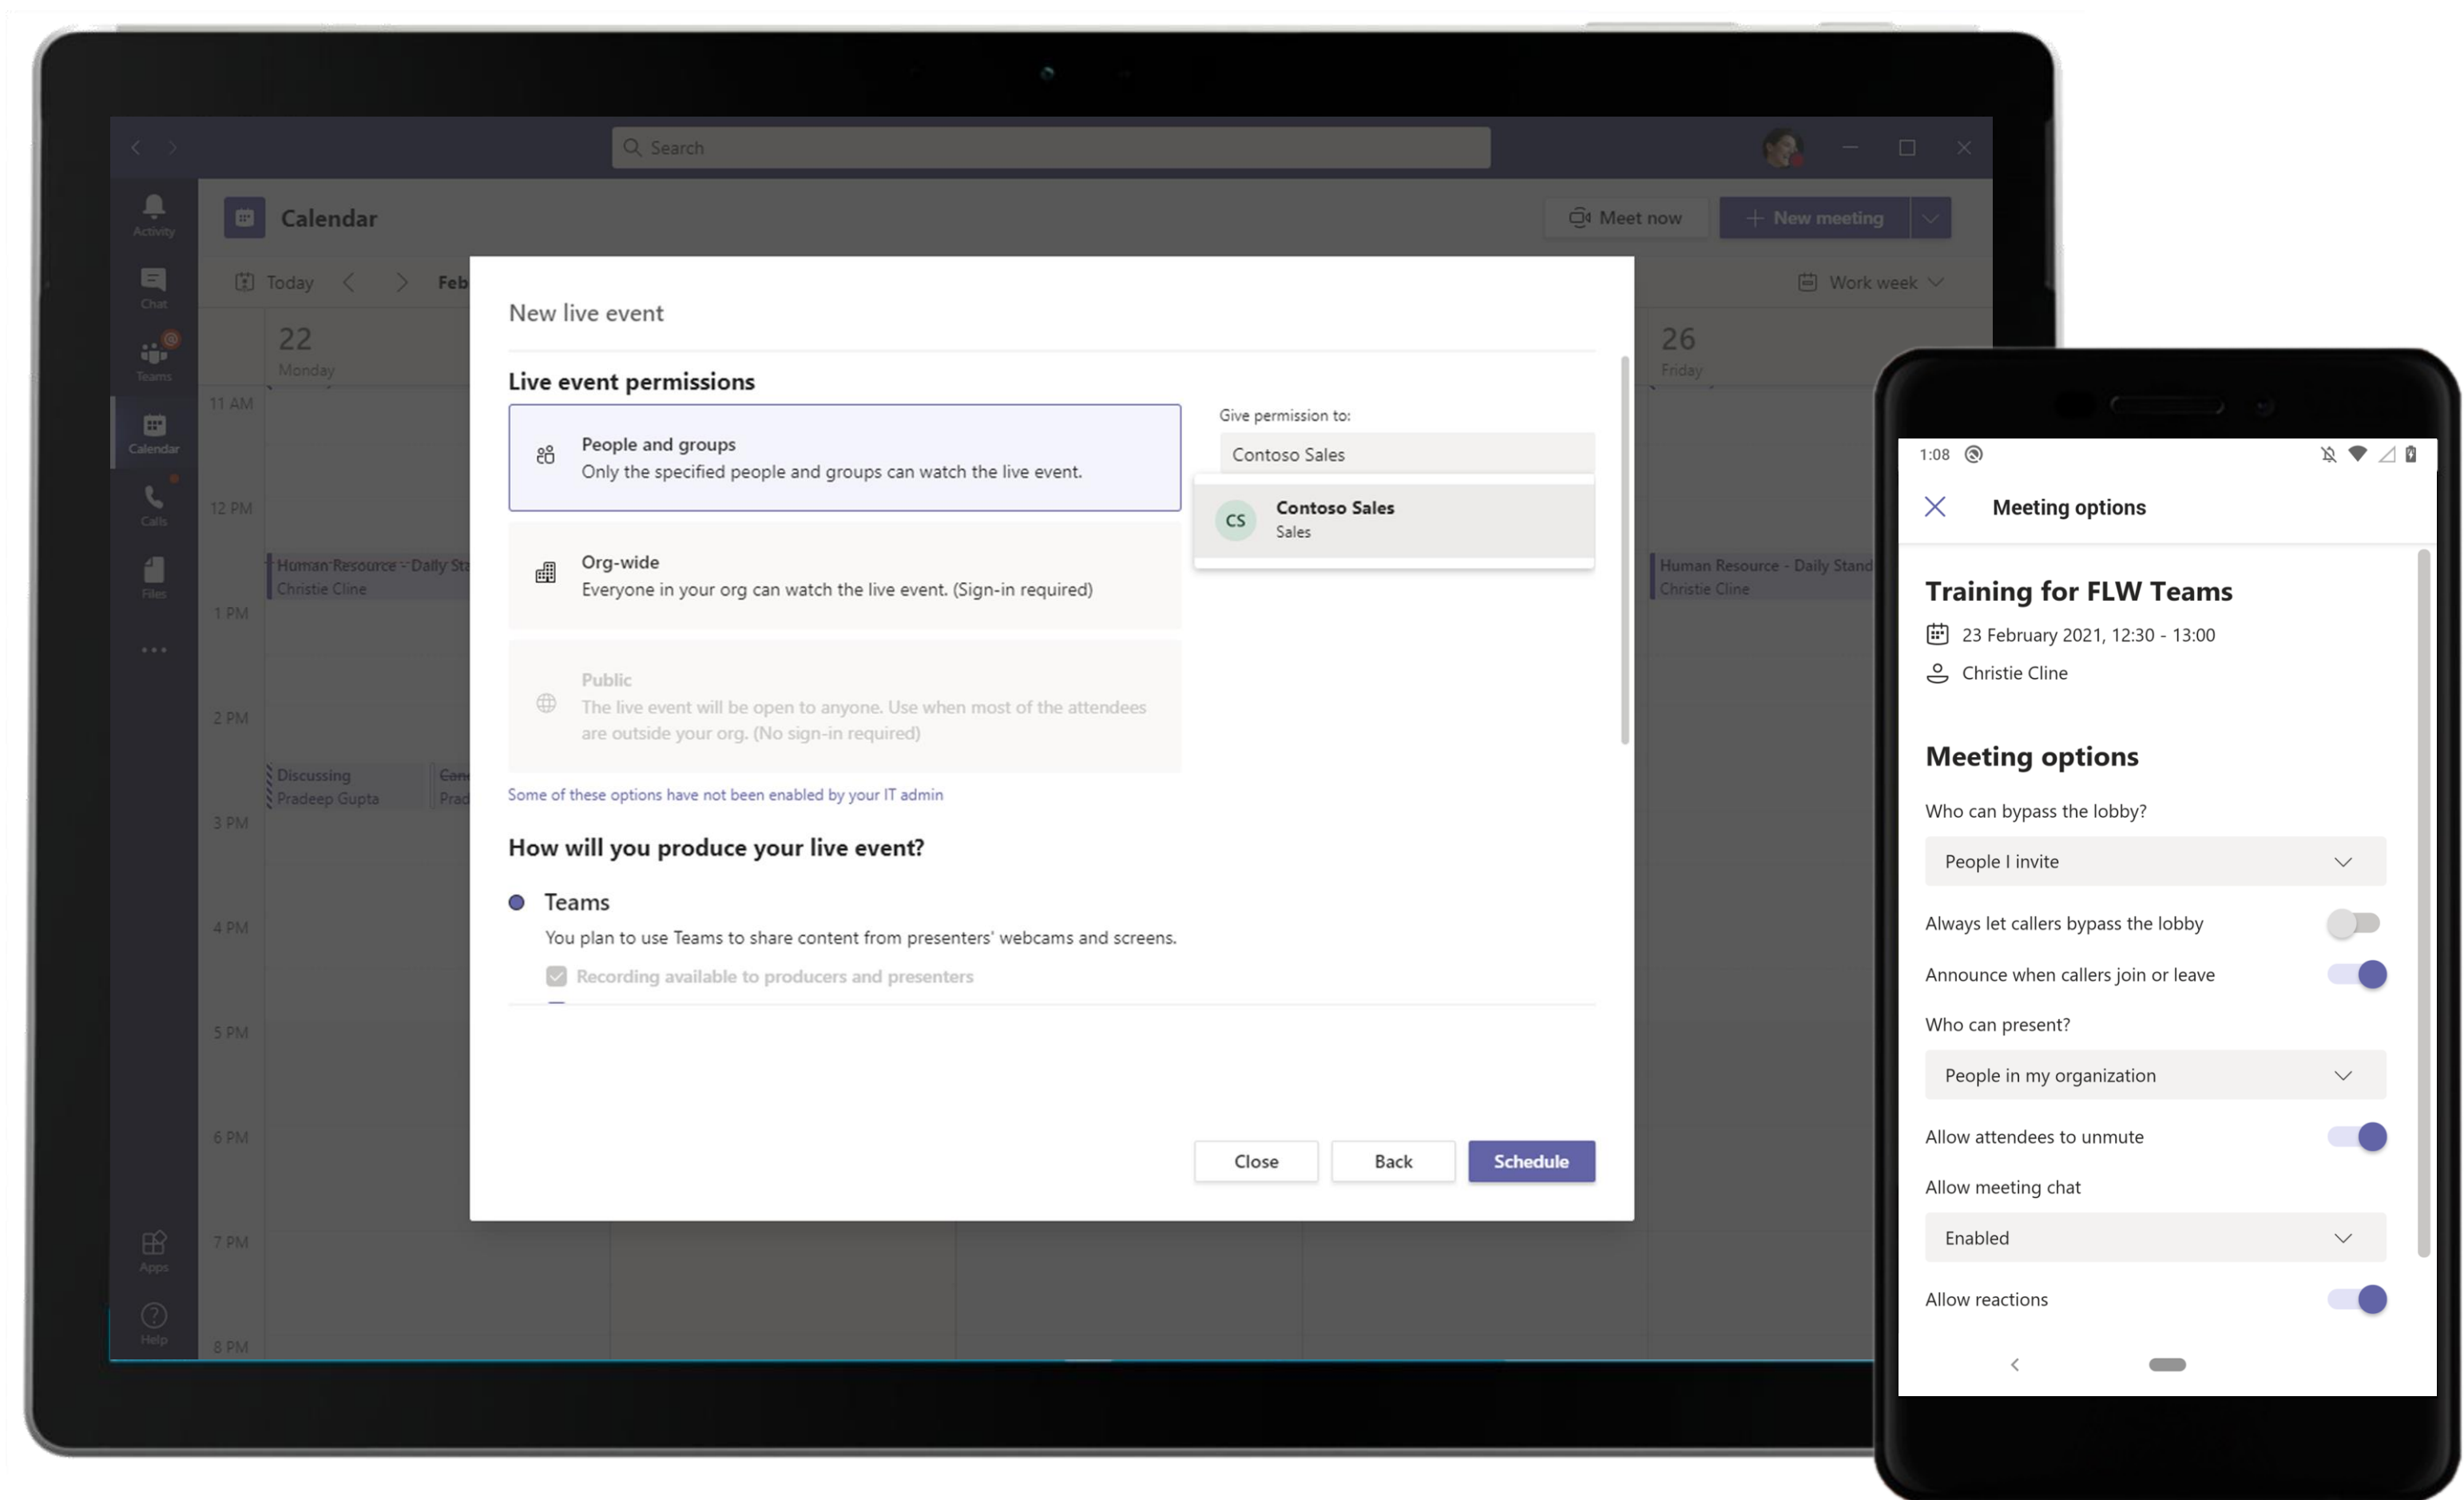 Search
Activity
Chat
Teams
Calendar
Calls
Files
Apps
Help
Calendar
Meet now
New meeting
Today
Feb
Work week
22
Monday
26
Friday
11 AM
12 PM
1 PM
2 PM
3 PM
4 PM
5 PM
6 PM
7 PM
8 PM
Human Resource - Daily Sta
Christie Cline
Discussing
Pradeep Gupta
Canc
Prad
Human Resource - Daily Stand
Christie Cline
New live event
Live event permissions
People and groups
Only the specified people and groups can watch the live event.
Org-wide
Everyone in your org can watch the live event. (Sign-in required)
Public
The live event will be open to anyone. Use when most of the attendees
are outside your org. (No sign-in required)
Some of these options have not been enabled by your IT admin
Give permission to:
Contoso Sales
CS
Contoso Sales
Sales
How will you produce your live event?
Teams
You plan to use Teams to share content from presenters' webcams and screens.
Recording available to producers and presenters
Close
Back
Schedule
1:08
Meeting options
Training for FLW Teams
23 February 2021, 12:30 - 13:00
Christie Cline
Meeting options
Who can bypass the lobby?
People I invite
Always let callers bypass the lobby
Announce when callers join or leave
Who can present?
People in my organization
Allow attendees to unmute
Allow meeting chat
Enabled
Allow reactions